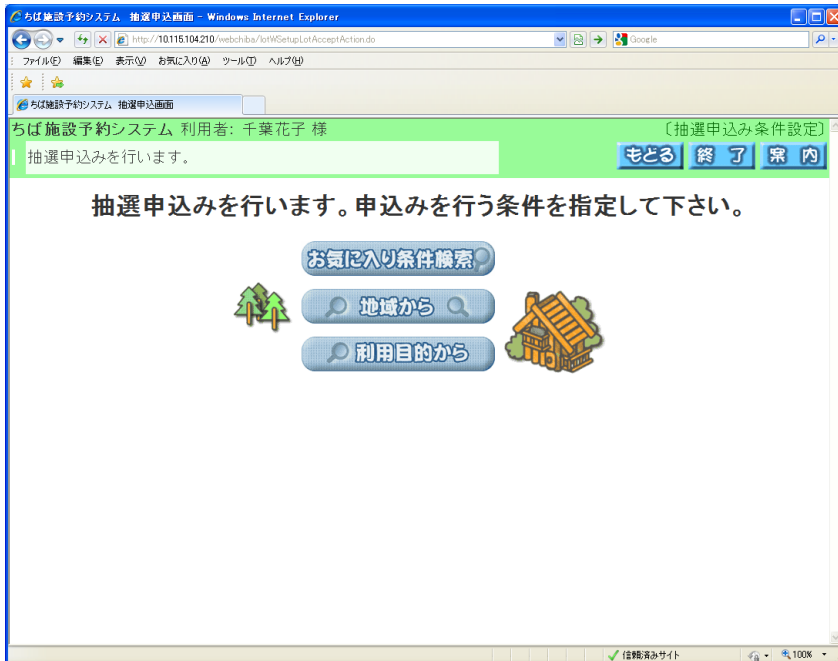 ちば施設予約システム 抽選申込画面 - Windows Internet Explorer
http://10.115.104.210/webchiba/lotWSetupLotAcceptAction.do
Google
ファイル(F) 編集(E) 表示(V) お気に入り(A) ツール(T) ヘルプ(H)
ちば施設予約システム 抽選申込画面
ちば施設予約システム 利用者: 千葉花子 様
〔抽選申込み条件設定〕
抽選申込みを行います。
もどる 終了 案内
抽選申込みを行います。申込みを行う条件を指定して下さい。
お気に入り条件検索
地域から
利用目的から
信頼済みサイト
100%